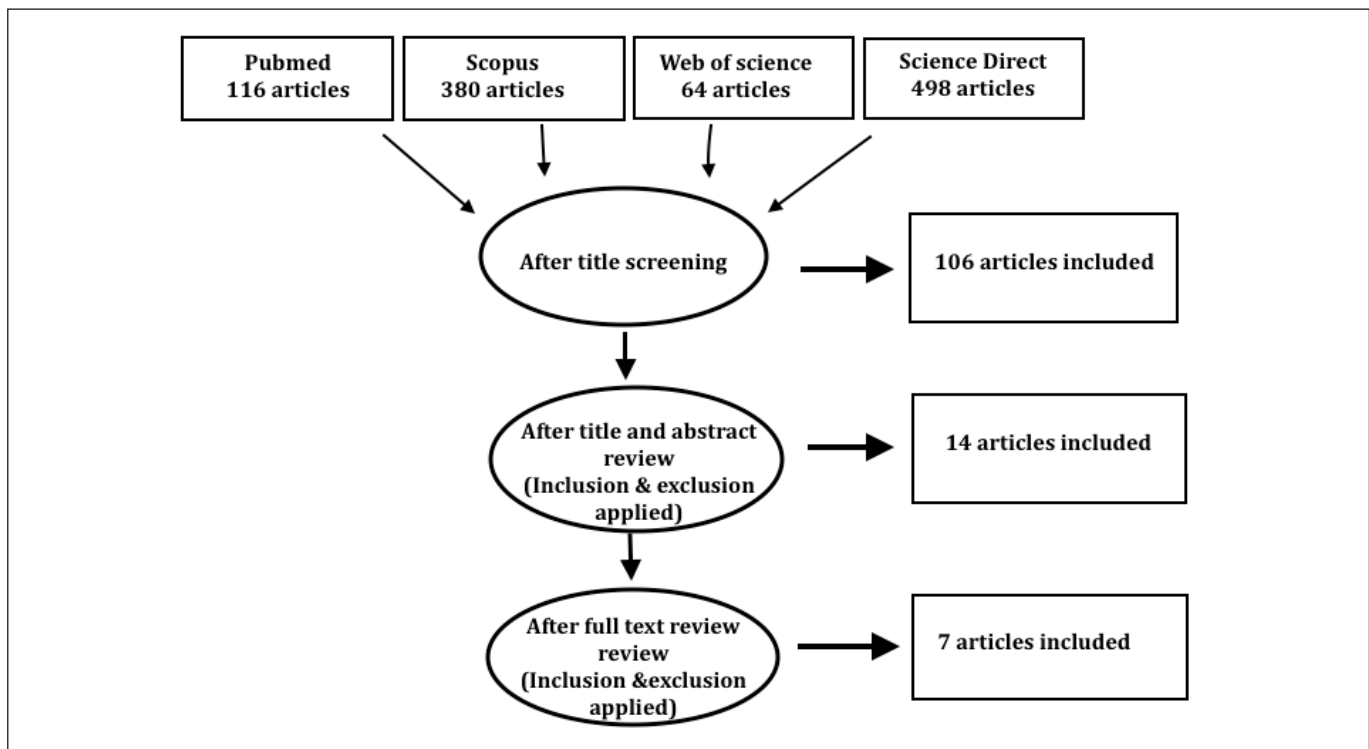 Pubmed
116 articles
Scopus
380 articles
Web of science
64 articles
Science Direct
498 articles
After title screening
106 articles included
After title and abstract
review
(Inclusion & exclusion
applied)
14 articles included
After full text review
review
(Inclusion &exclusion
applied)
7 articles included